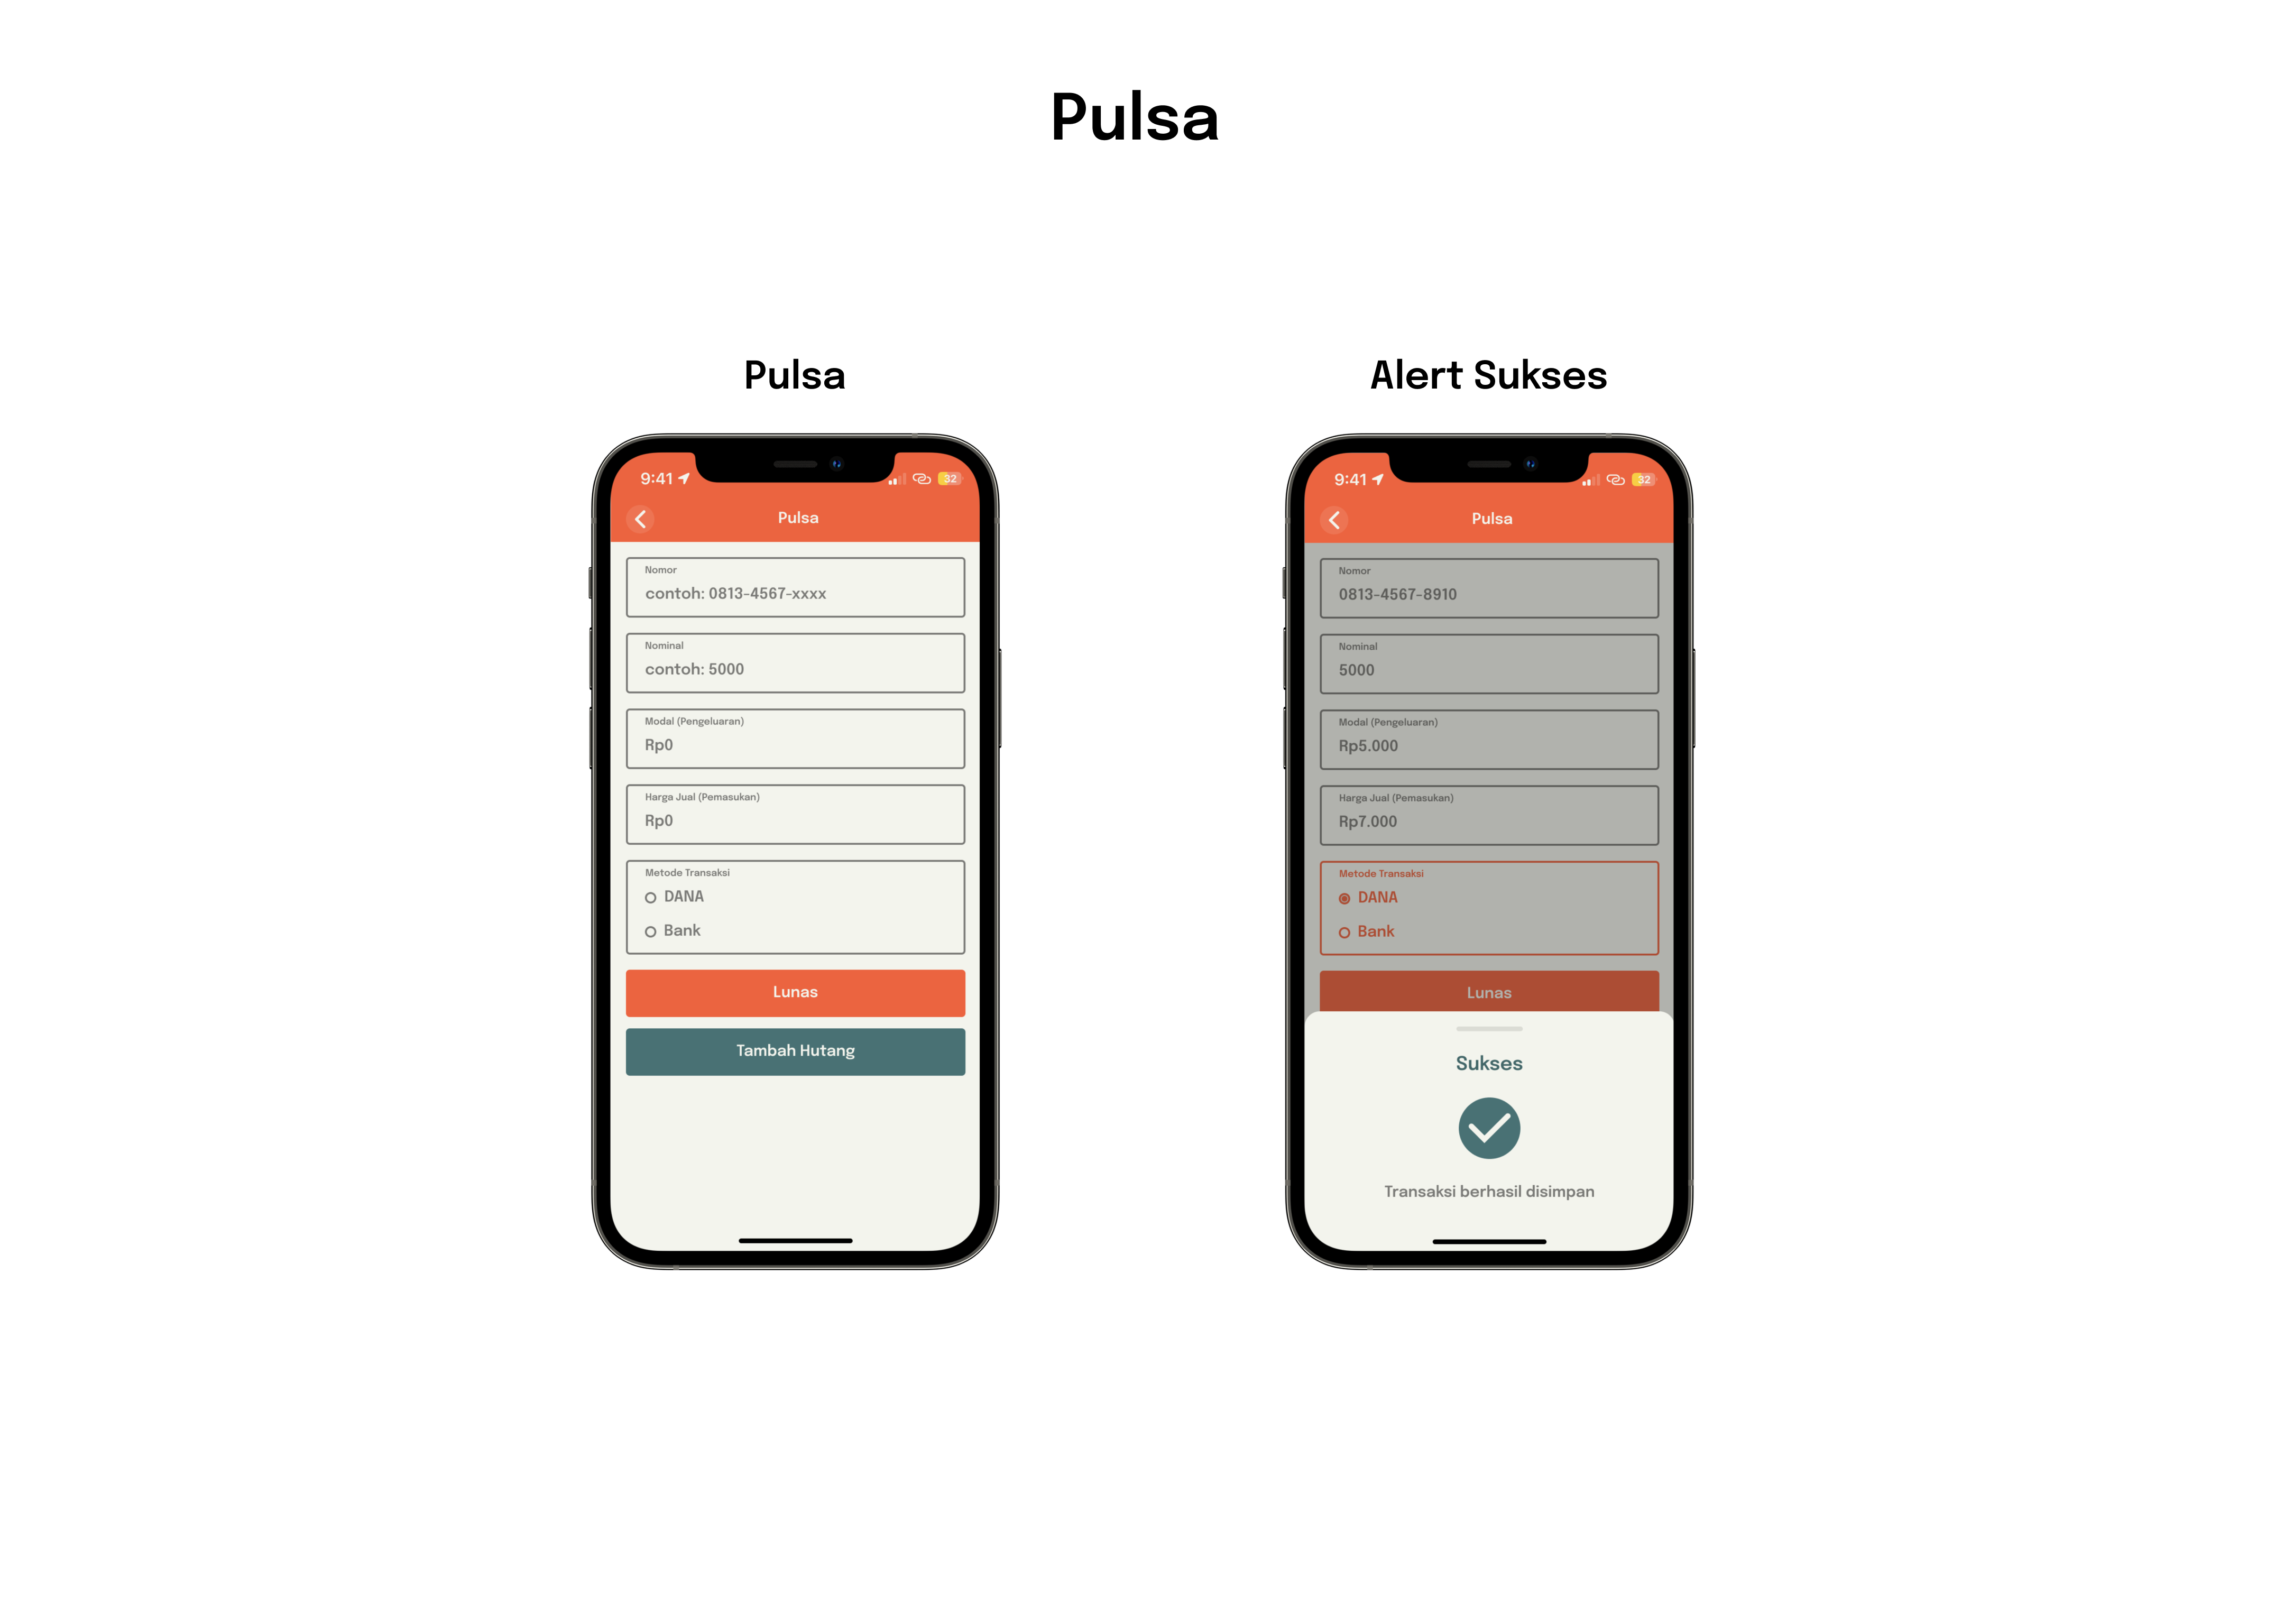 Pulsa
Pulsa
9:41
32
Pulsa
Nomor
contoh: 0813-4567-xxxx
Nominal
contoh: 5000
Modal (Pengeluaran)
Rp0
Harga Jual (Pemasukan)
Rp0
Metode Transaksi
DANA
Bank
Lunas
Tambah Hutang
Alert Sukses
9:41
32
Pulsa
Nomor
0813-4567-8910
Nominal
5000
Modal (Pengeluaran)
Rp5.000
Harga Jual (Pemasukan)
Rp7.000
Metode Transaksi
DANA
Bank
Lunas
Sukses
Transaksi berhasil disimpan